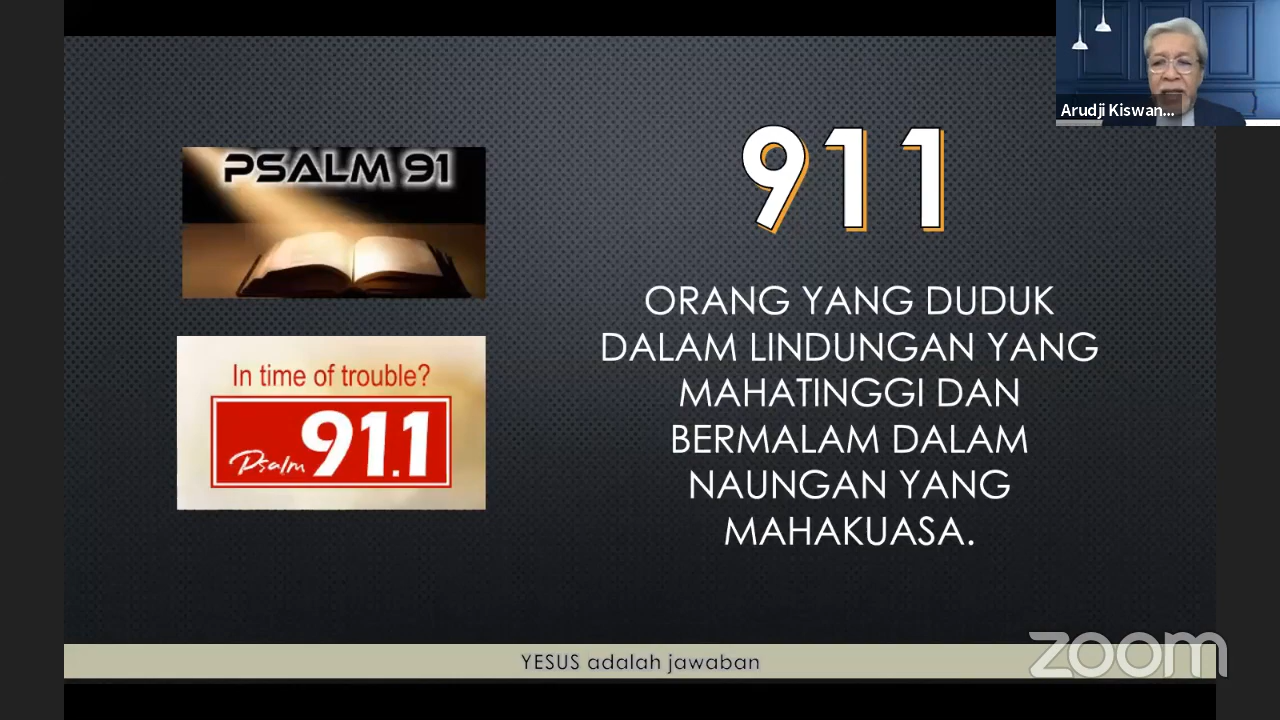 Arudji Kiswan...
PSALM 91
In time of trouble?
Psalm 91.1
911
ORANG YANG DUDUK
DALAM LINDUNGAN YANG
MAHATINGGI DAN
BERMALAM DALAM
NAUNGAN YANG
MAHAKUASA.
YESUS adalah jawaban
zoom